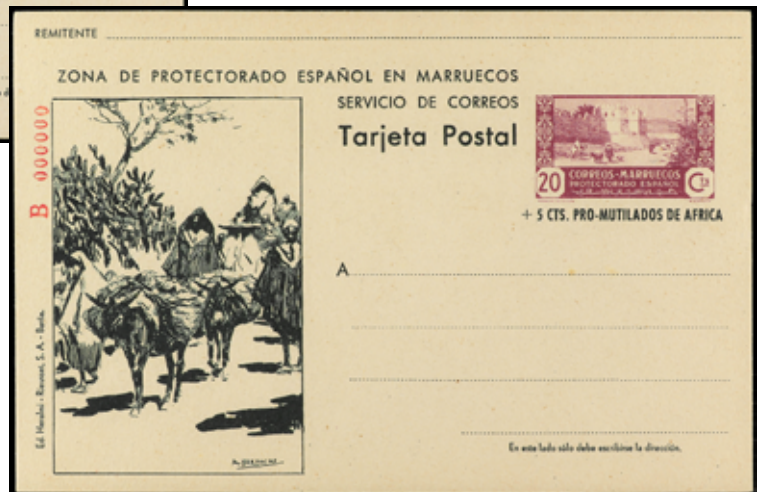 REMITENTE
ZONA DE PROTECTORADO ESPAÑOL EN MARRUECOS
SERVICIO DE CORREOS
Tarjeta Postal
B 000000
20 CORREOS-MARRUECOS Cts
PROTECTORADO ESPAÑOL
+ 5 CTS. PRO-MUTILADOS DE AFRICA
A
En este lado sólo debe escribirse la dirección.